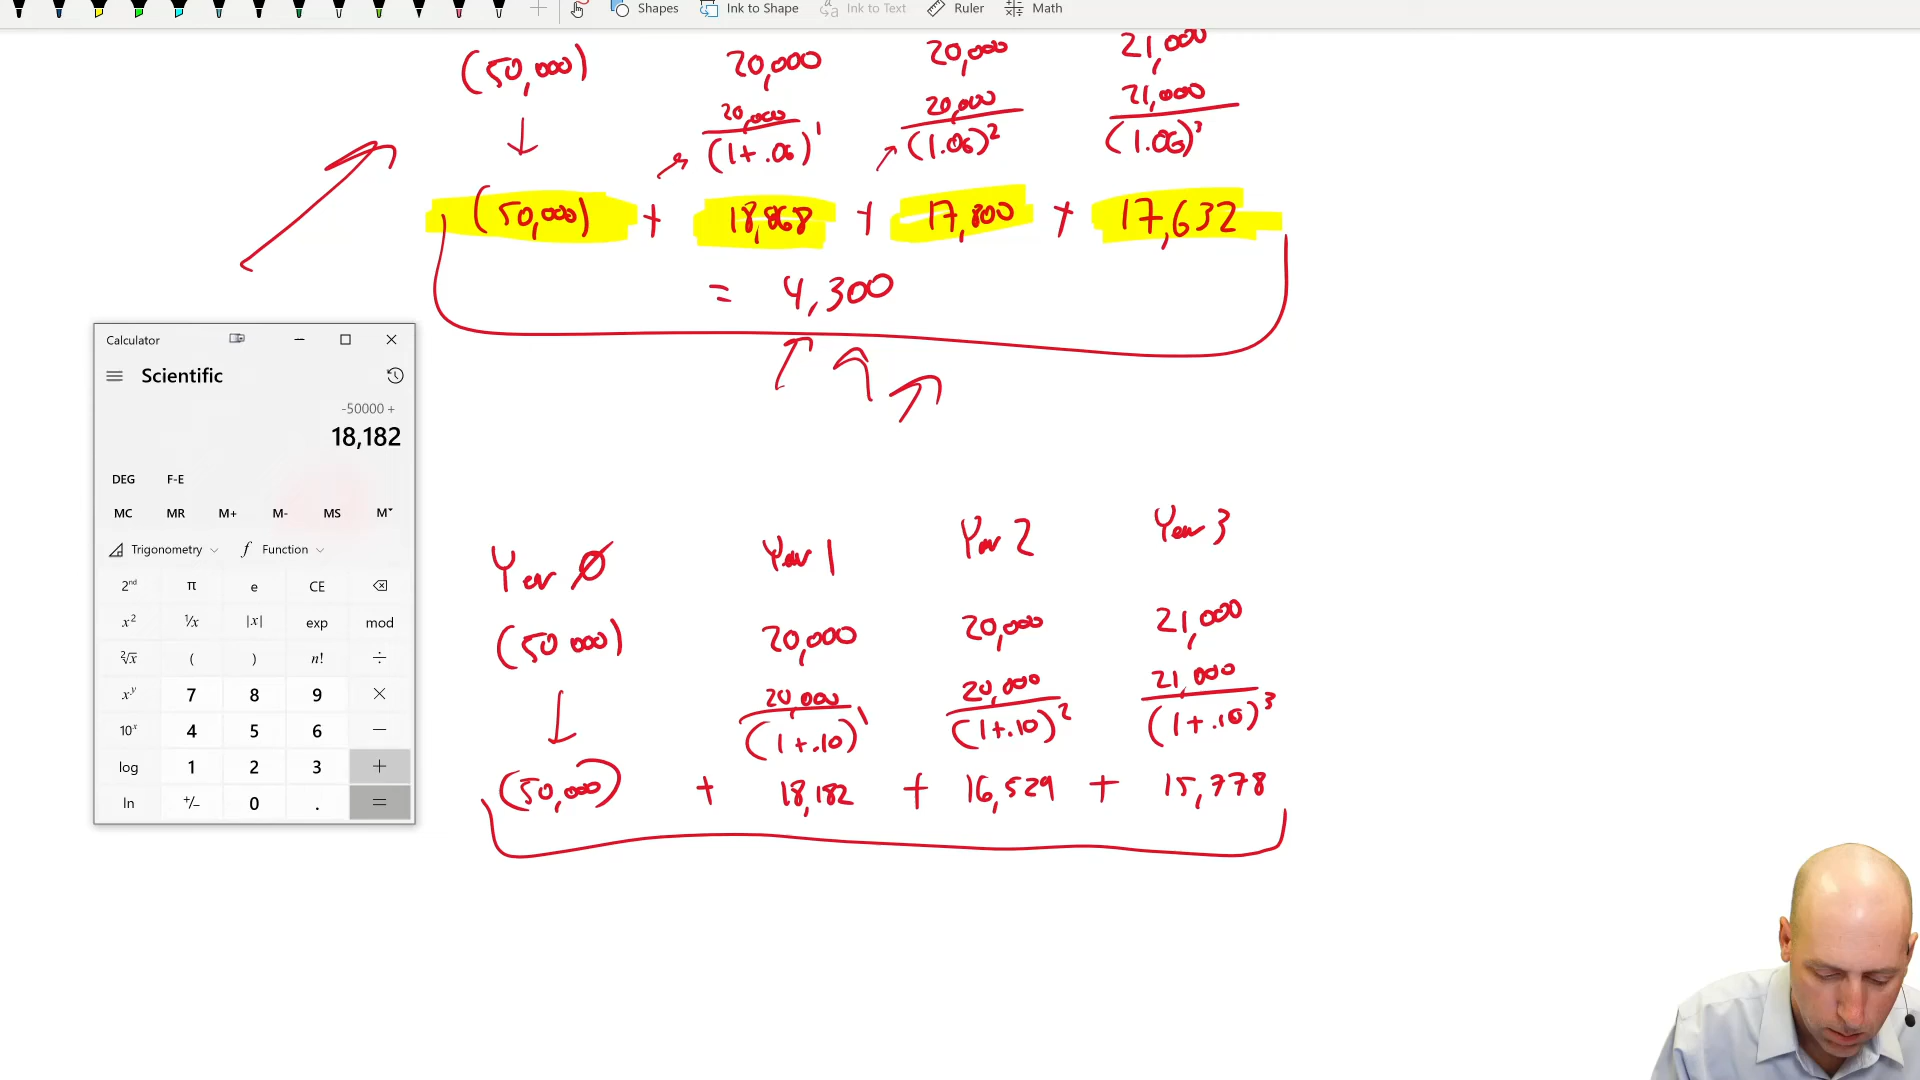 Shapes Ink to Shape Ink to Text Ruler Math
(50,000) 20,000 20,000 21,000
20,000 20,000 21,000
(1+.06)¹ (1.06)² (1.06)³
(50,000) + 18,868 + 17,800 + 17,632
= 4,300
Calculator
Scientific
-50000 +
18,182
DEG F-E
MC MR M+ M- MS M˅
Trigonometry f Function
2ⁿᵈ π e CE
x² ¹/x |x| exp mod
²√x ( ) n! ÷
xʸ 7 8 9 ×
10ˣ 4 5 6 −
log 1 2 3 +
ln +/− 0 . =
Year 0 Year 1 Year 2 Year 3
(50 000) 20,000 20,000 21,000
20,000 20,000 21,000
(1+.10)¹ (1+.10)² (1+.10)³
(50,000) + 18,182 + 16,529 + 15,778